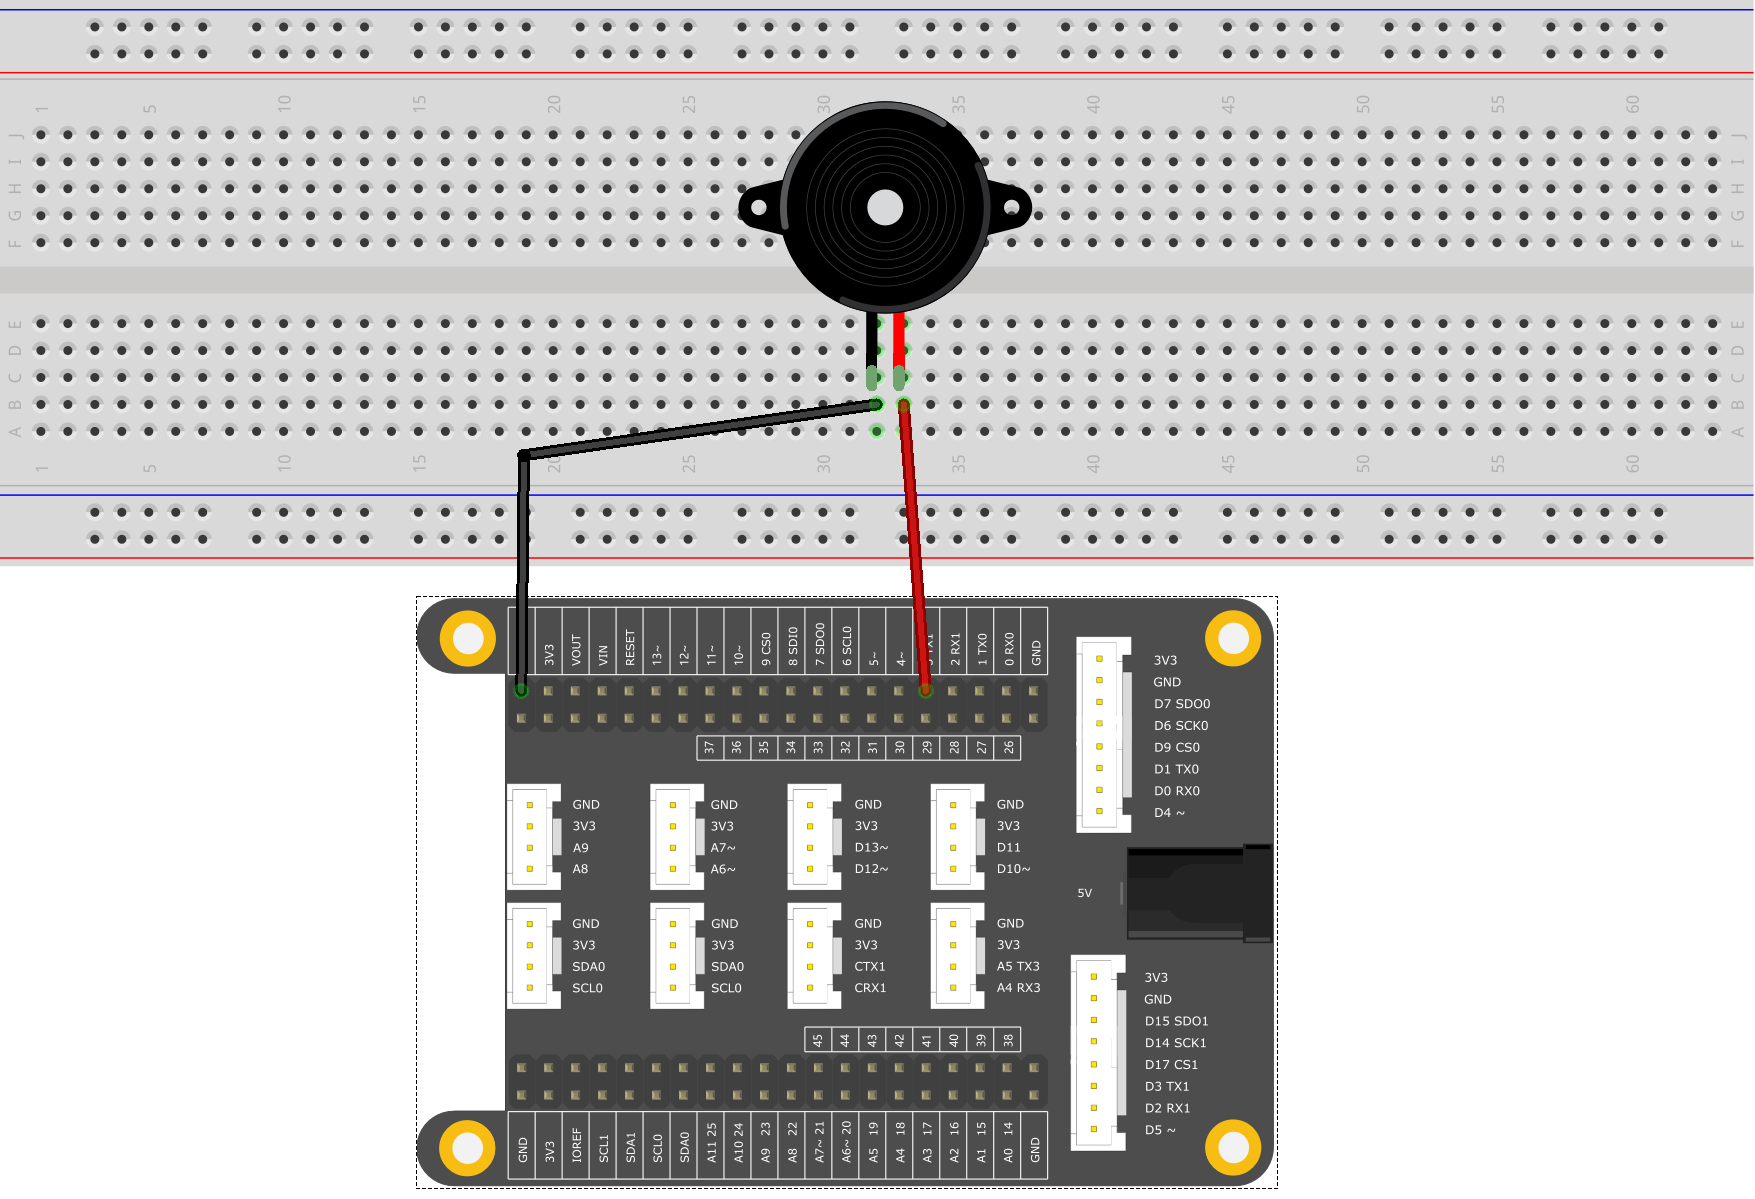 1 5 10 15 20 25 30 35 40 45 50 55 60
J J
I I
H H
G G
F F
E E
D D
C C
B B
A A
1 5 10 15 20 25 30 35 40 45 50 55 60
3V3 VOUT VIN RESET 13~ 12~ 11~ 10~ 9 CS0 8 SDI0 7 SDO0 6 SCL0 5~ 4~ TX1 2 RX1 1 TX0 0 RX0 GND
37 36 35 34 33 32 31 30 29 28 27 26
3V3
GND
D7 SDO0
D6 SCK0
D9 CS0
D1 TX0
D0 RX0
D4 ~
GND
3V3
A9
A8
GND
3V3
A7~
A6~
GND
3V3
D13~
D12~
GND
3V3
D11
D10~
5V
GND
3V3
SDA0
SCL0
GND
3V3
SDA0
SCL0
GND
3V3
CTX1
CRX1
GND
3V3
A5 TX3
A4 RX3
3V3
GND
D15 SDO1
D14 SCK1
D17 CS1
D3 TX1
D2 RX1
D5 ~
45 44 43 42 41 40 39 38
GND 3V3 IOREF SCL1 SDA1 SCL0 SDA0 A11 25 A10 24 A9 23 A8 22 A7~ 21 A6~ 20 A5 19 A4 18 A3 17 A2 16 A1 15 A0 14 GND